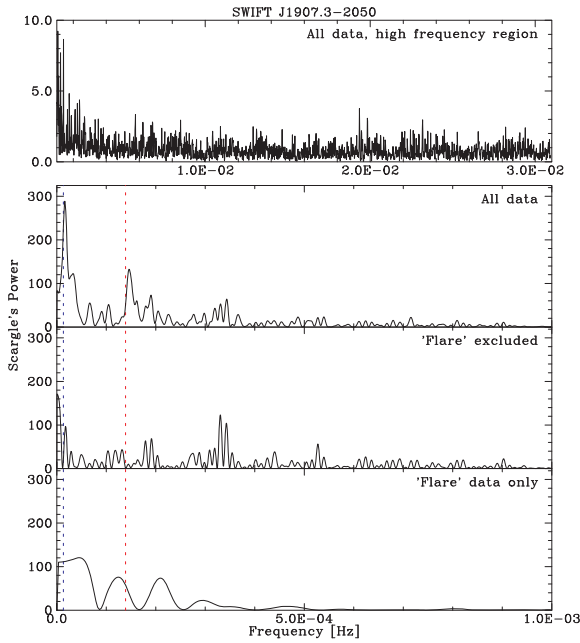 SWIFT J1907.3−2050
10.0
All data, high frequency region
5.0
0.0
1.0E−02 2.0E−02 3.0E−02
300
All data
200
100
0
300
'Flare' excluded
200
100
0
300
'Flare' data only
200
100
0
0.0 5.0E−04 1.0E−03
Frequency [Hz]
Scargle's Power